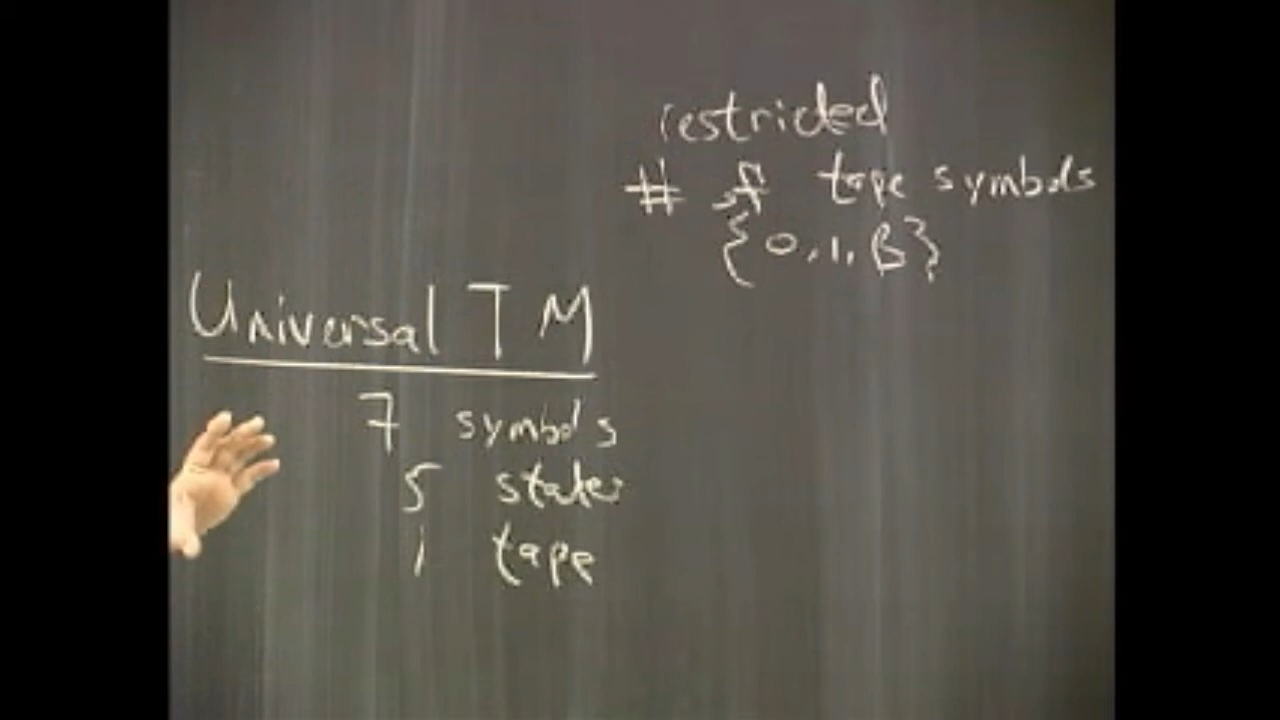 restricted
# of tape symbols
{0,1,B}
Universal TM
7 symbols
5 states
1 tape